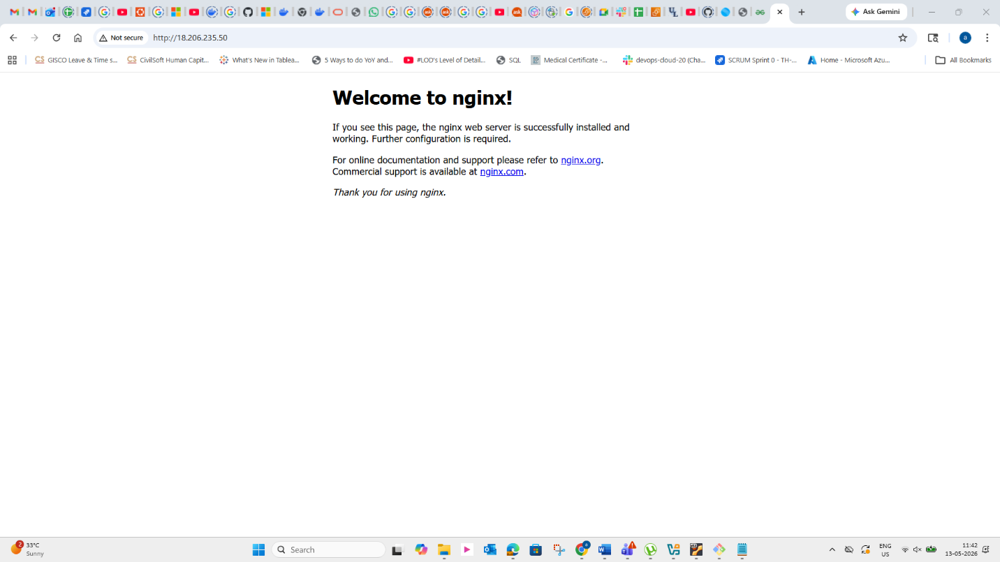 Ask Gemini
Not secure
http://18.206.235.50
a
GISCO Leave & Time s...
CivilSoft Human Capit...
What's New in Tablea...
5 Ways to do YoY and...
#LOD's Level of Detail...
SQL
Medical Certificate -...
devops-cloud-20 (Cha...
SCRUM Sprint 0 - TH-...
Home - Microsoft Azu...
All Bookmarks
Welcome to nginx!
If you see this page, the nginx web server is successfully installed and
working. Further configuration is required.
For online documentation and support please refer to nginx.org.
Commercial support is available at nginx.com.
Thank you for using nginx.
2
33°C
Sunny
Search
a
ENG
US
11:42
13-05-2026